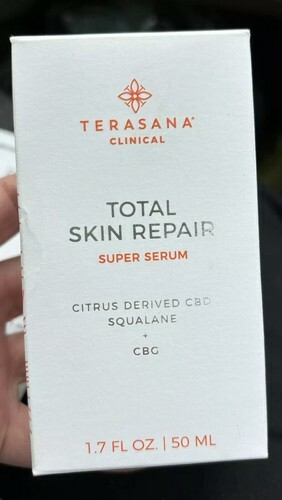 TERASANA®
CLINICAL
TOTAL
SKIN REPAIR
SUPER SERUM
CITRUS DERIVED CBD
SQUALANE
+
CBG
1.7 FL OZ. | 50 ML